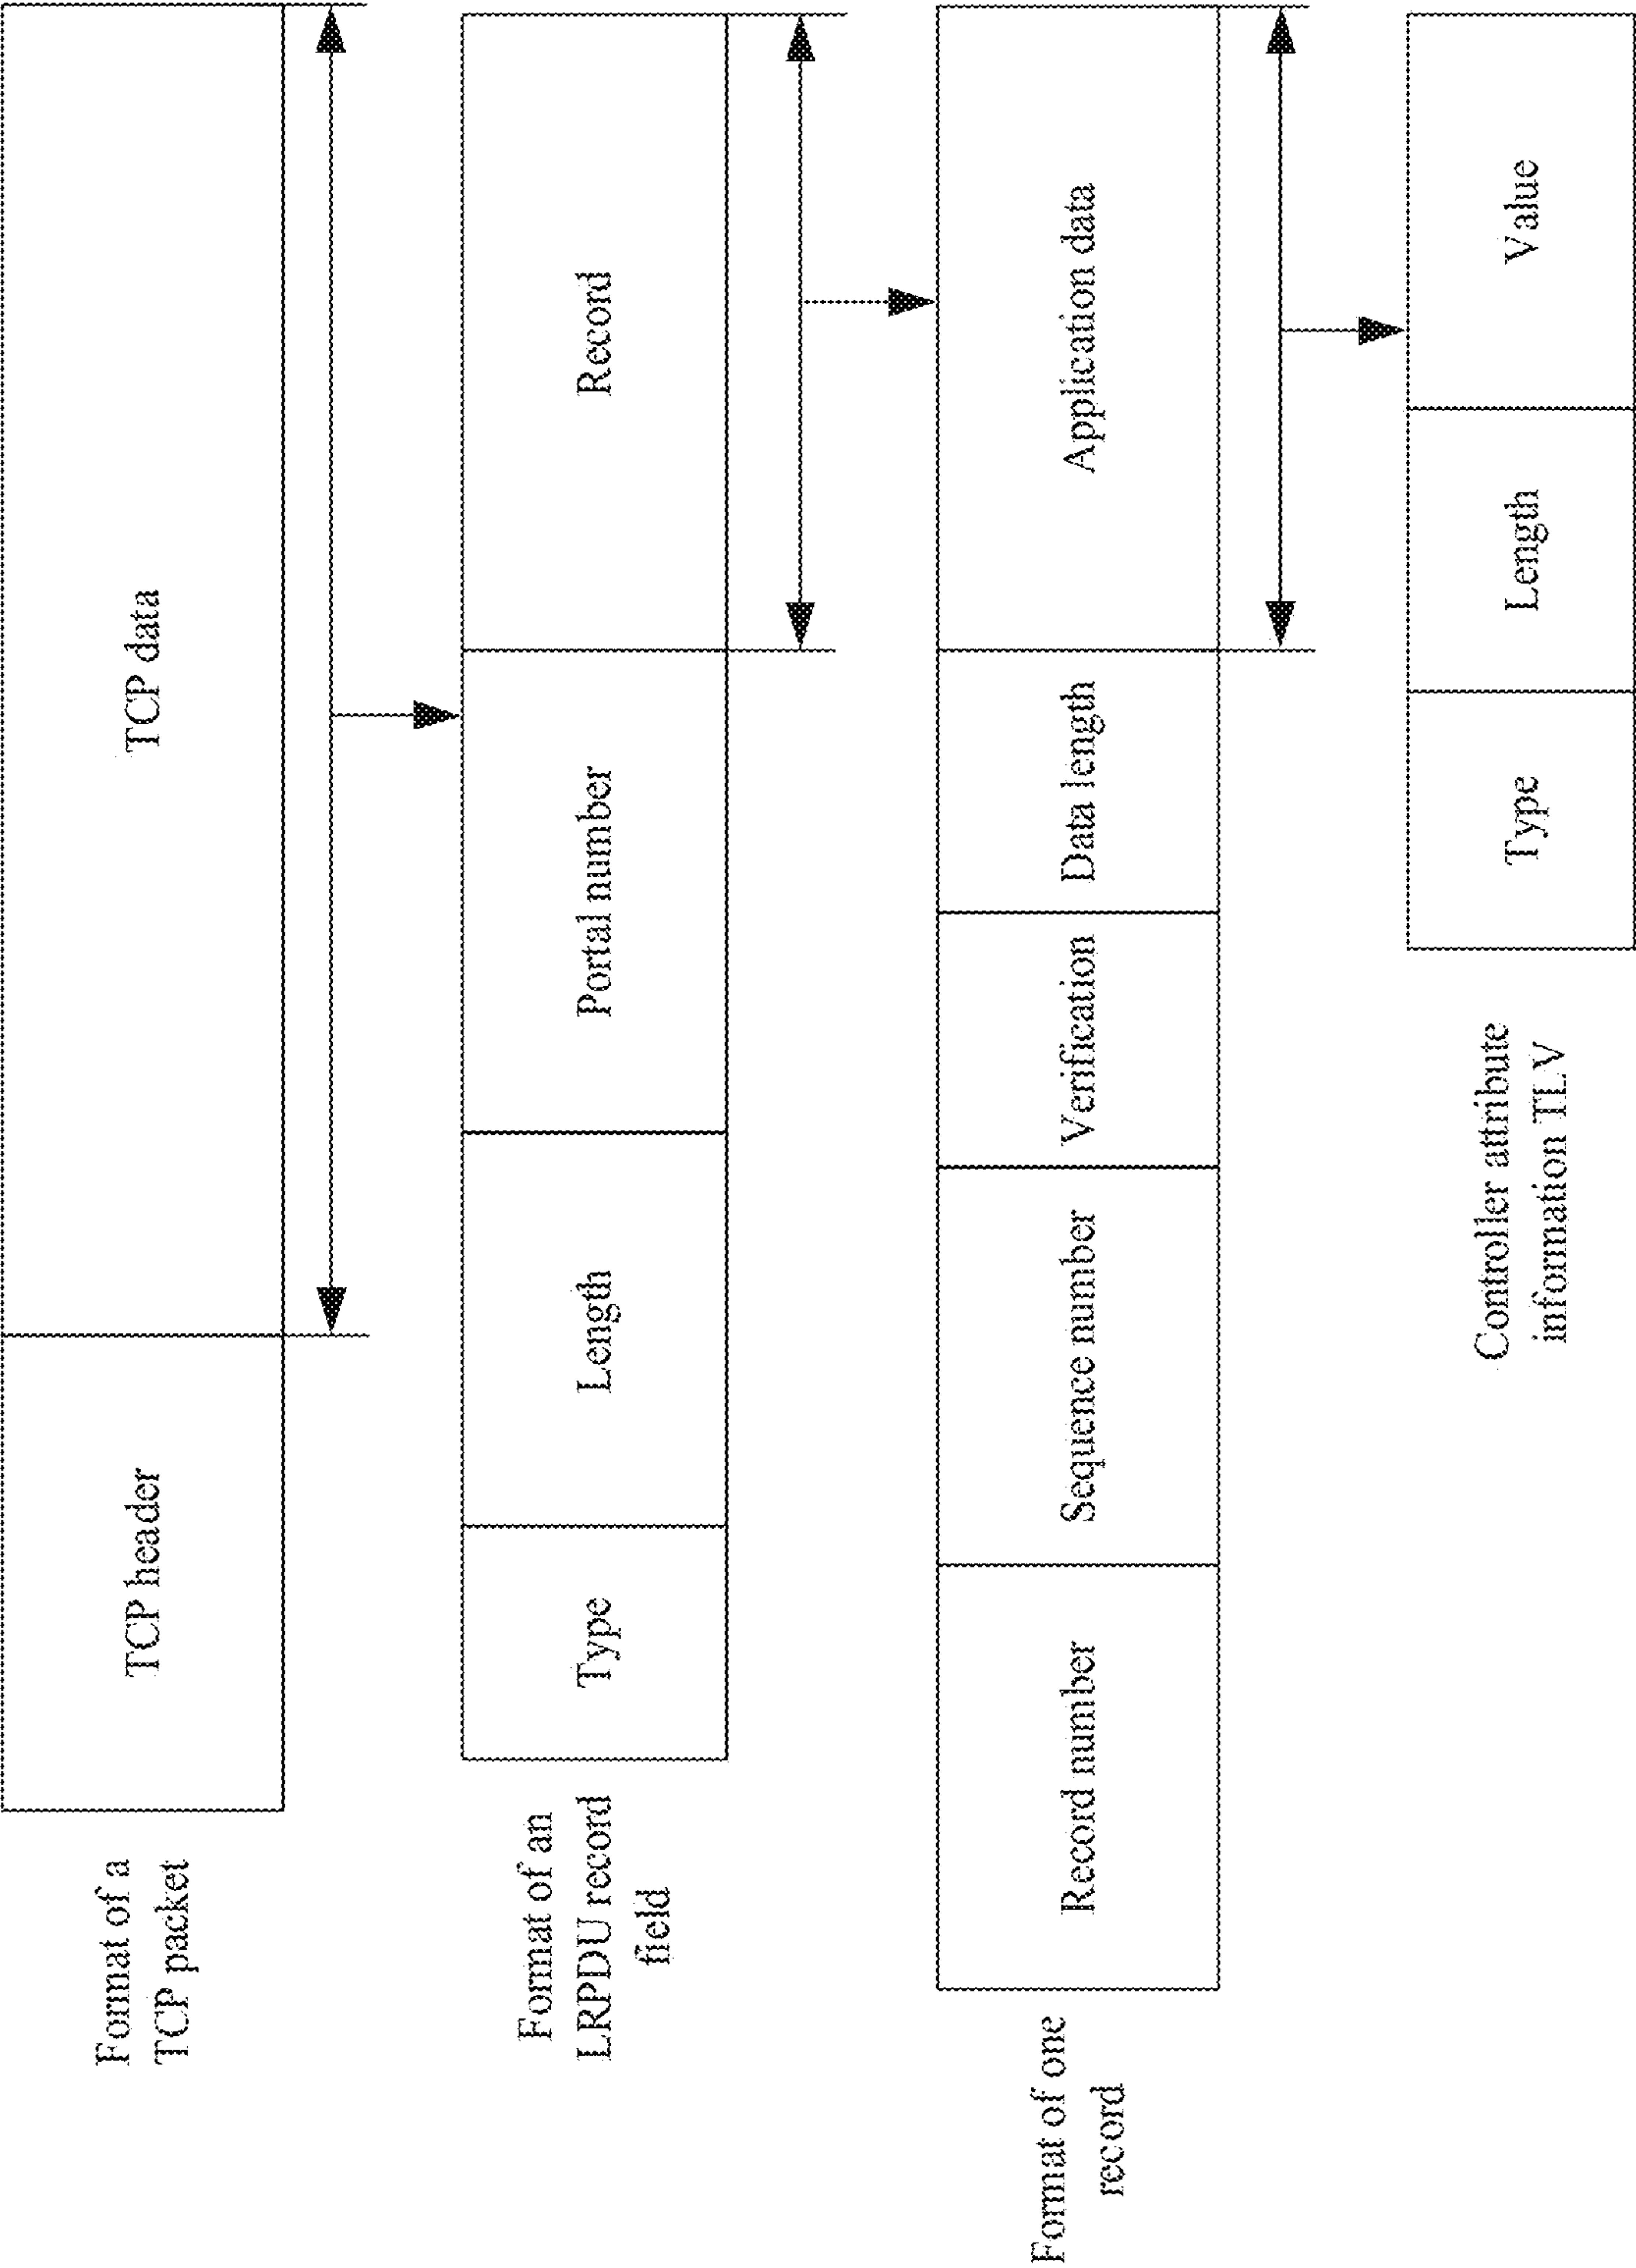 Format of a
TCP packet
TCP header
TCP data
Format of an
LRPDU record
field
Type
Length
Portal number
Record
Format of one
record
Record number
Sequence number
Verification
Data length
Application data
Controller attribute
information TLV
Type
Length
Value